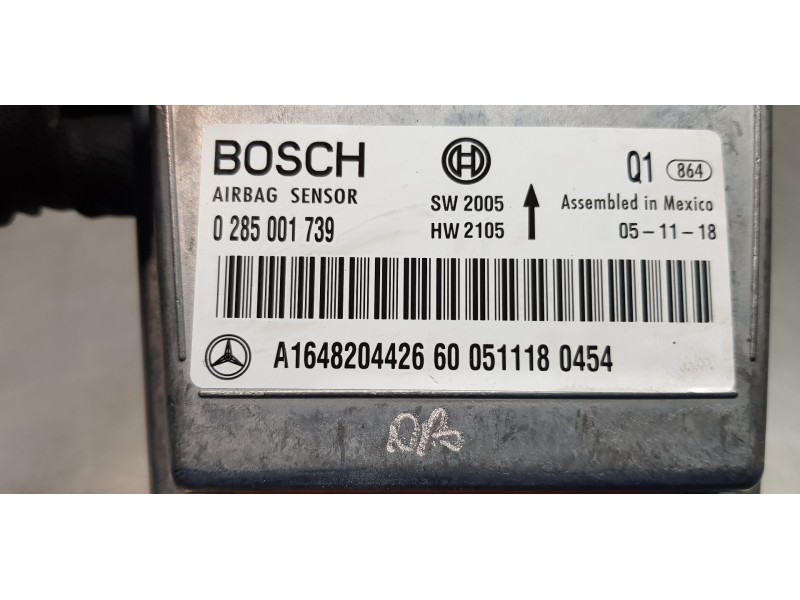 BOSCH
Q1 864
AIRBAG SENSOR
SW 2005
Assembled in Mexico
0 285 001 739
HW 2105
05-11-18
A1648204426 60 051118 0454